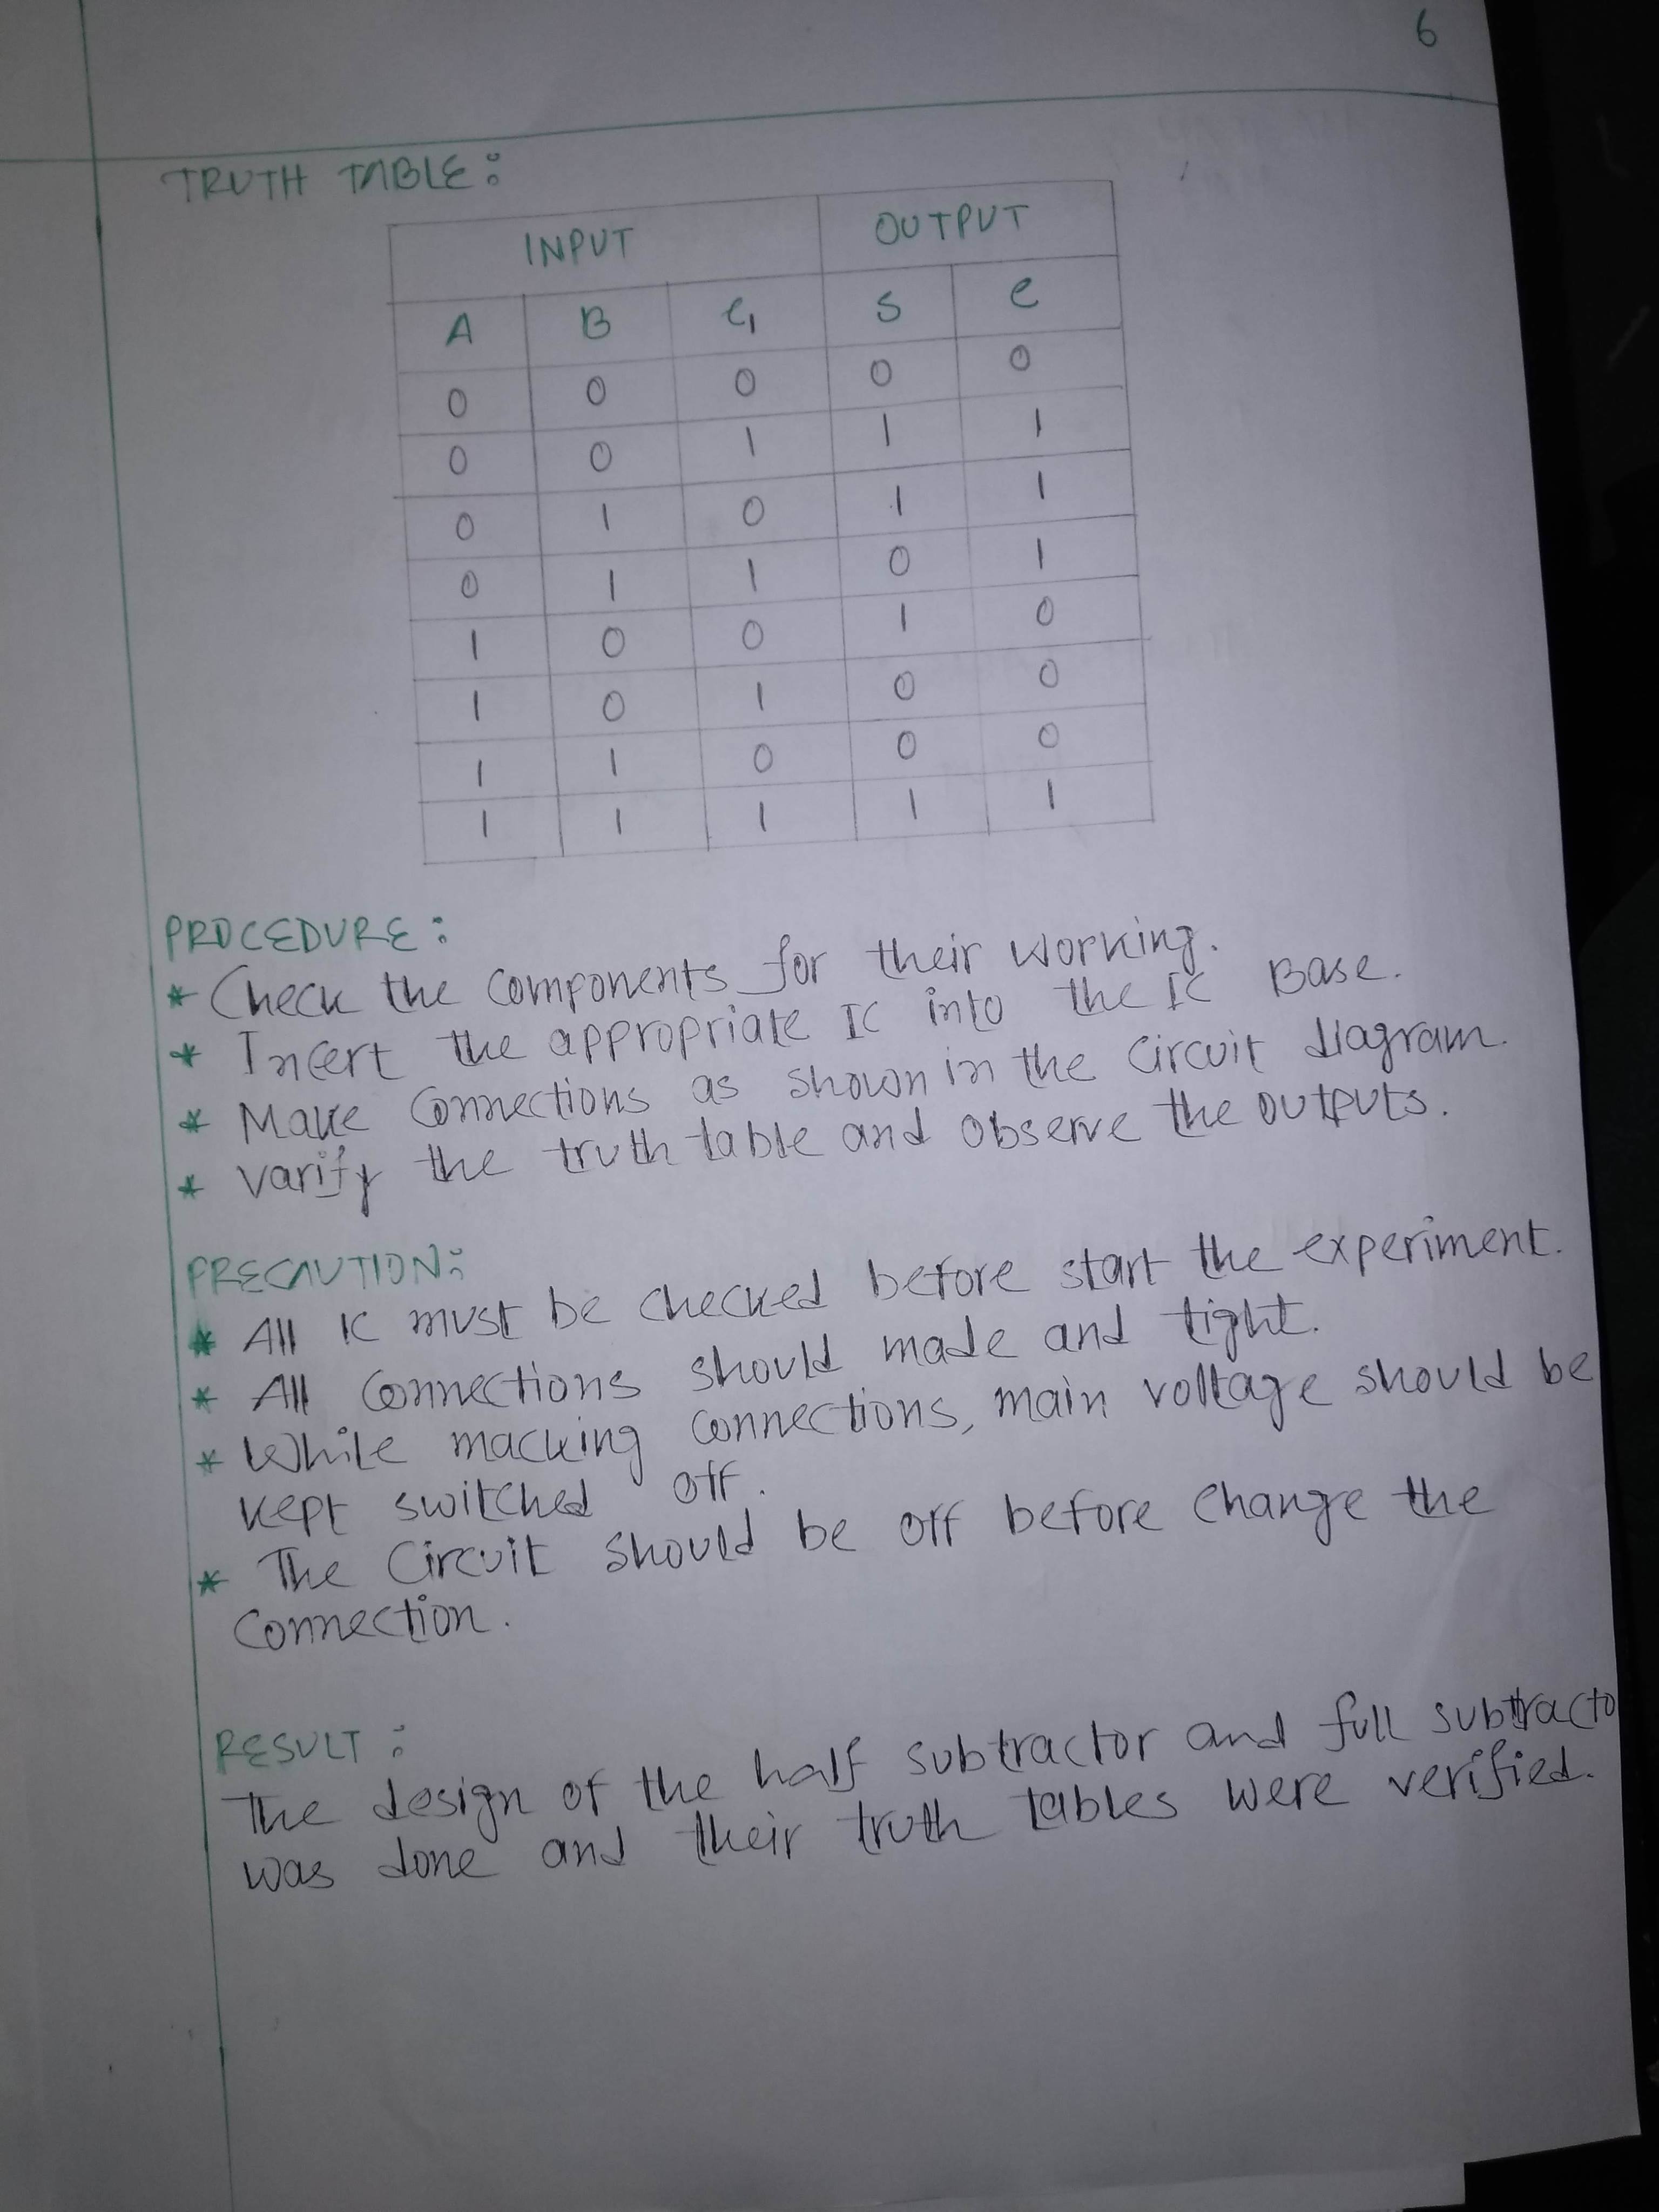 6
TRUTH TABLE:
INPUT OUTPUT
A B C1 S C
0 0 0 0 0
0 0 1 1 1
0 1 0 1 1
0 1 1 0 1
1 0 0 1 0
1 0 1 0 0
1 1 0 0 0
1 1 1 1 1
PROCEDURE:
* Check the components for their working.
* Incert the appropriate IC into the IC Base.
* Make Connections as shown in the circuit diagram.
* varify the truth table and observe the outputs.
PRECAUTION:
* All IC must be checked before start the experiment.
* All Connections should made and tight.
* While macking connections, main voltage should be
kept switched off.
* The Circuit should be off before change the
Connection.
RESULT:
The design of the half subtractor and full subtracto
was done and their truth tables were verified.